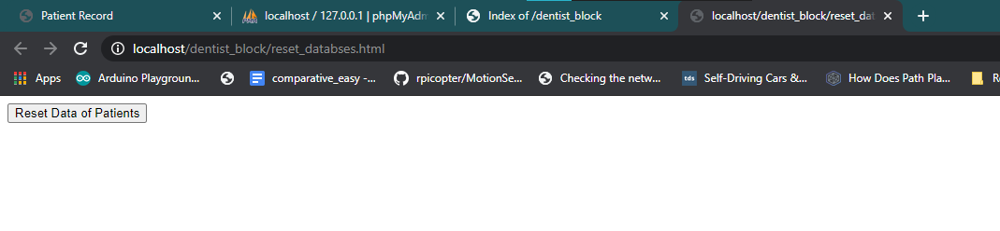 Patient Record
localhost / 127.0.0.1 | phpMyAdm
Index of /dentist_block
localhost/dentist_block/reset_dat
localhost/dentist_block/reset_databses.html
Apps
Arduino Playgroun...
comparative_easy -...
rpicopter/MotionSe...
Checking the netw...
tds
Self-Driving Cars &...
How Does Path Pla...
Reset Data of Patients